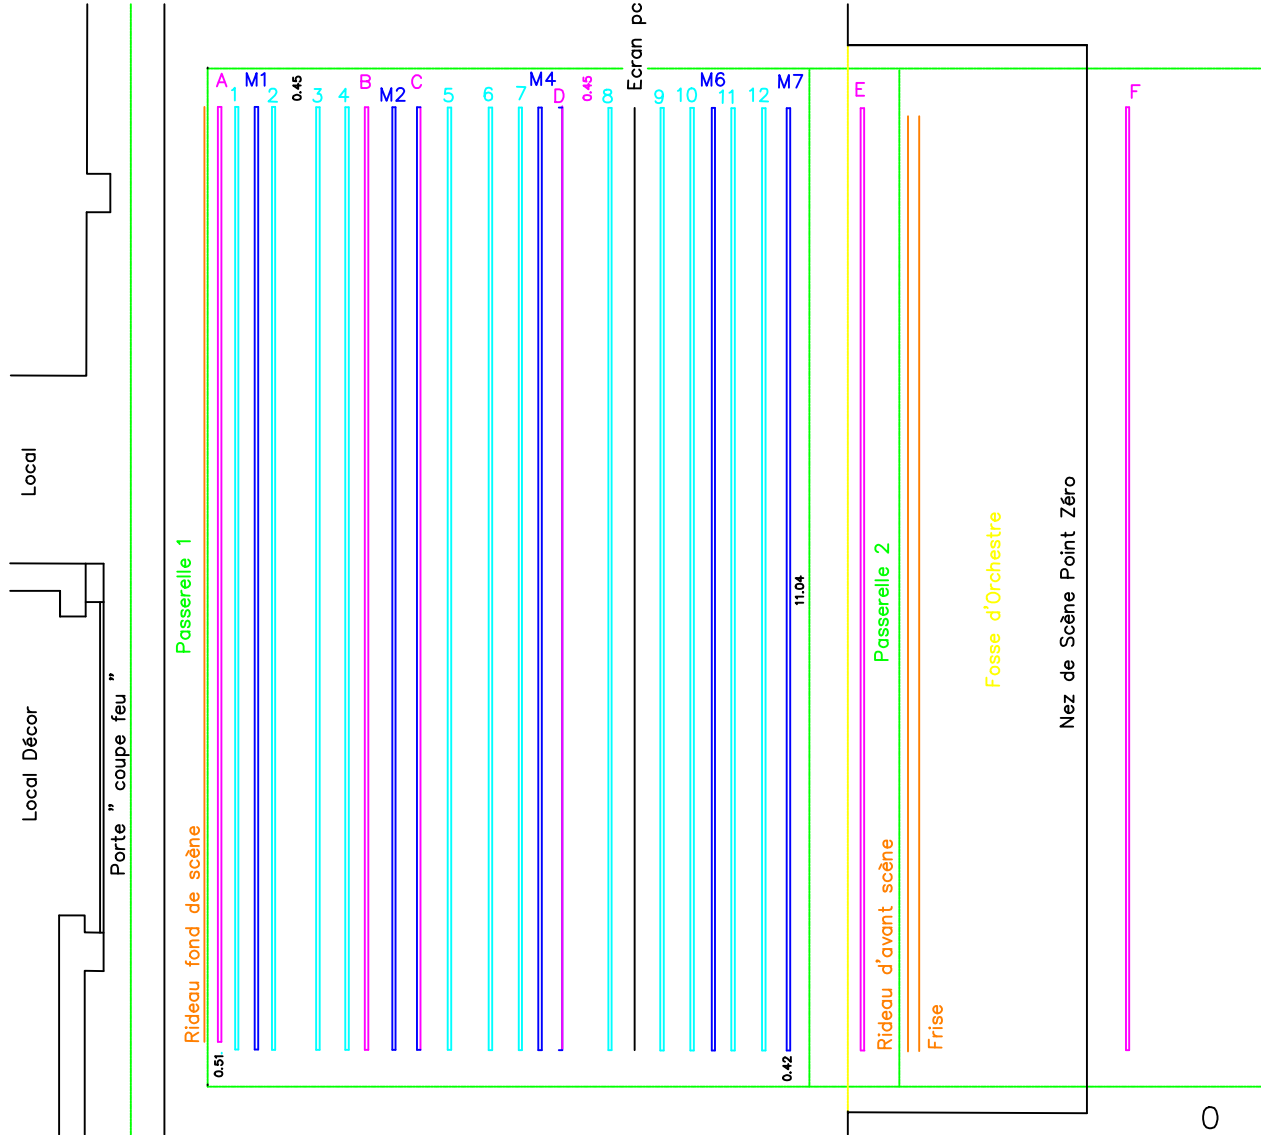 Ecran pc
A
M1
0.45
B
C
M4
0.45
M6
M7
E
F
1
2
3
4
M2
5
6
7
D
8
9
10
11
12
Local
Passerelle 1
Passerelle 2
11.04
Fosse d'Orchestre
Nez de Scène Point Zéro
Local Décor
Porte " coupe feu "
Rideau fond de scène
Rideau d'avant scène
Frise
0.51
0.42
0